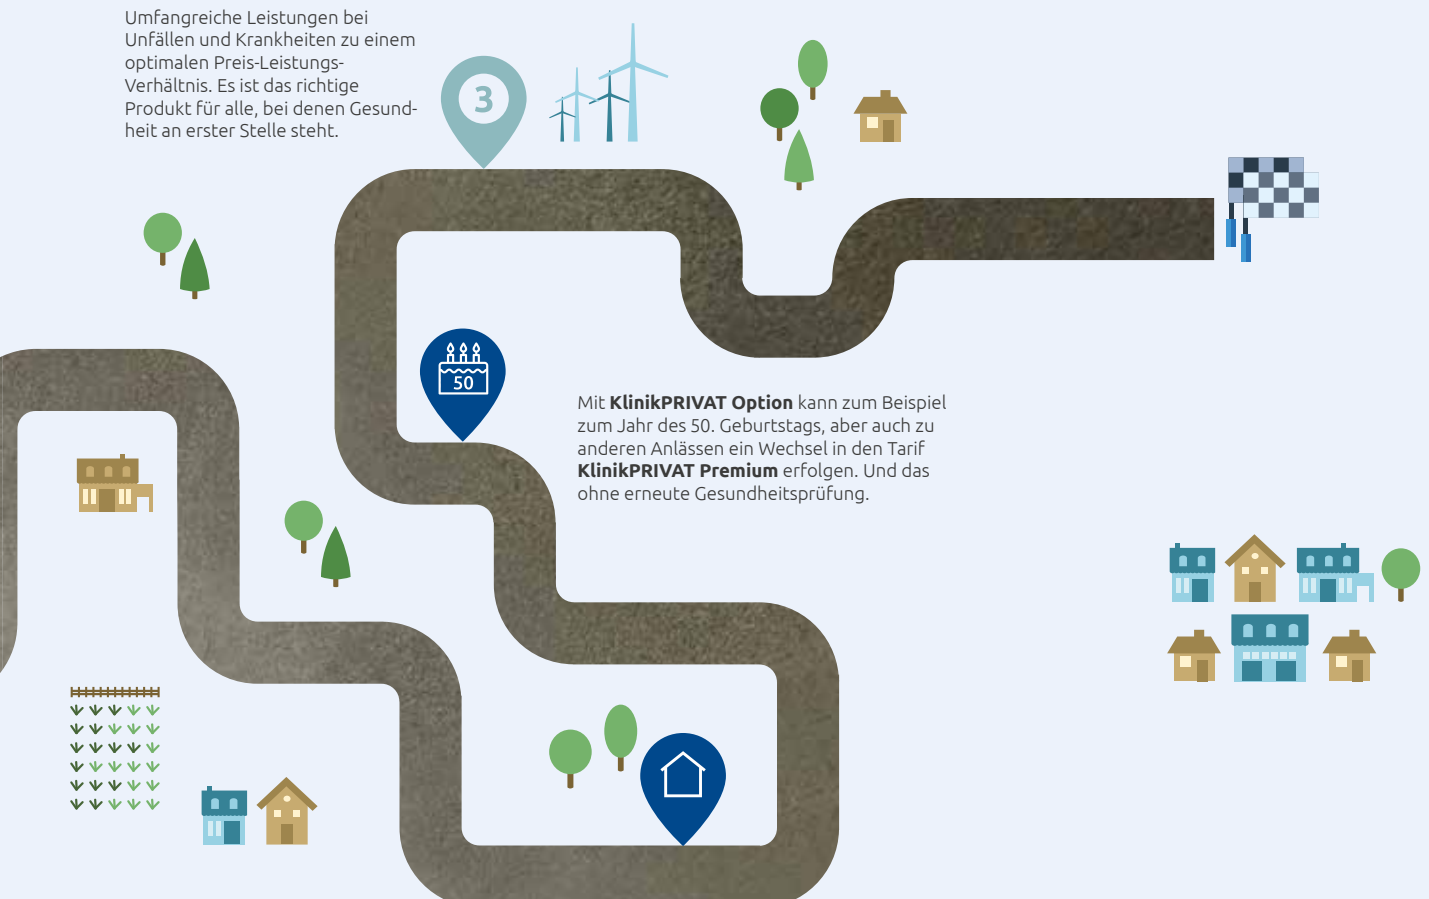 Umfangreiche Leistungen bei
Unfällen und Krankheiten zu einem
optimalen Preis-Leistungs-
Verhältnis. Es ist das richtige
Produkt für alle, bei denen Gesund-
heit an erster Stelle steht.
3
50
Mit KlinikPRIVAT Option kann zum Beispiel
zum Jahr des 50. Geburtstags, aber auch zu
anderen Anlässen ein Wechsel in den Tarif
KlinikPRIVAT Premium erfolgen. Und das
ohne erneute Gesundheitsprüfung.